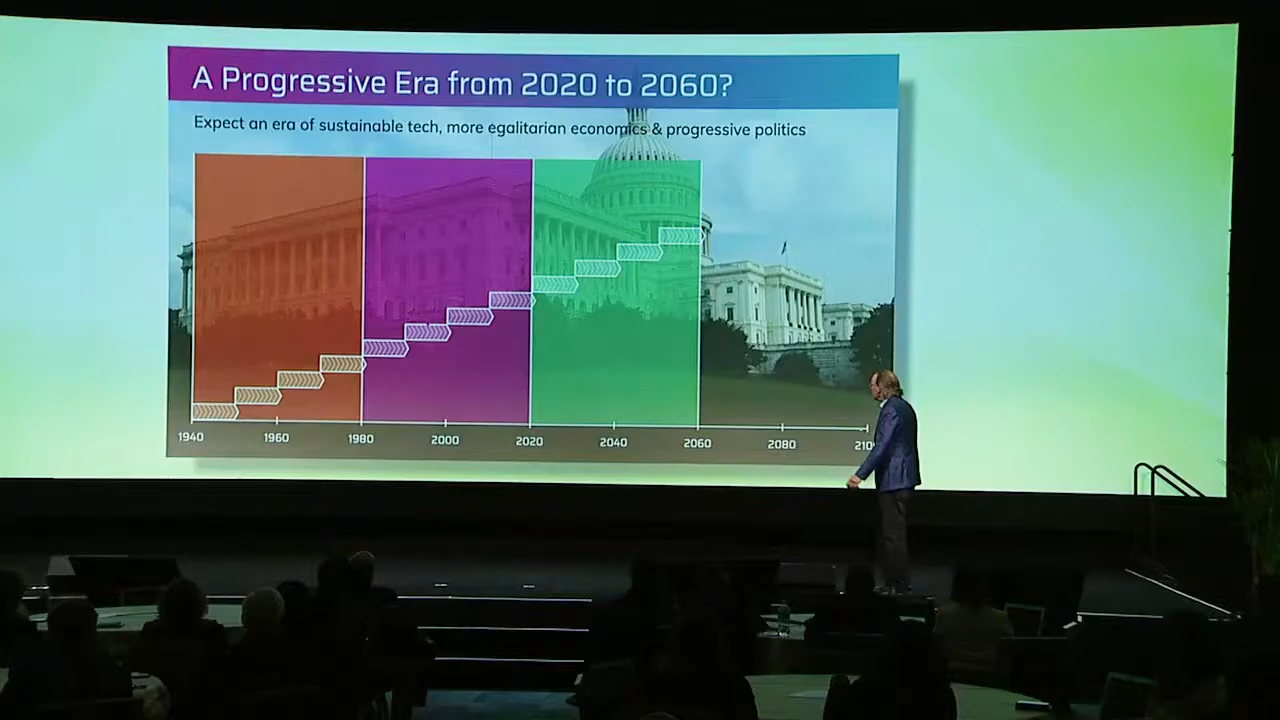 A Progressive Era from 2020 to 2060?
Expect an era of sustainable tech, more egalitarian economics & progressive politics
1940 1960 1980 2000 2020 2040 2060 2080